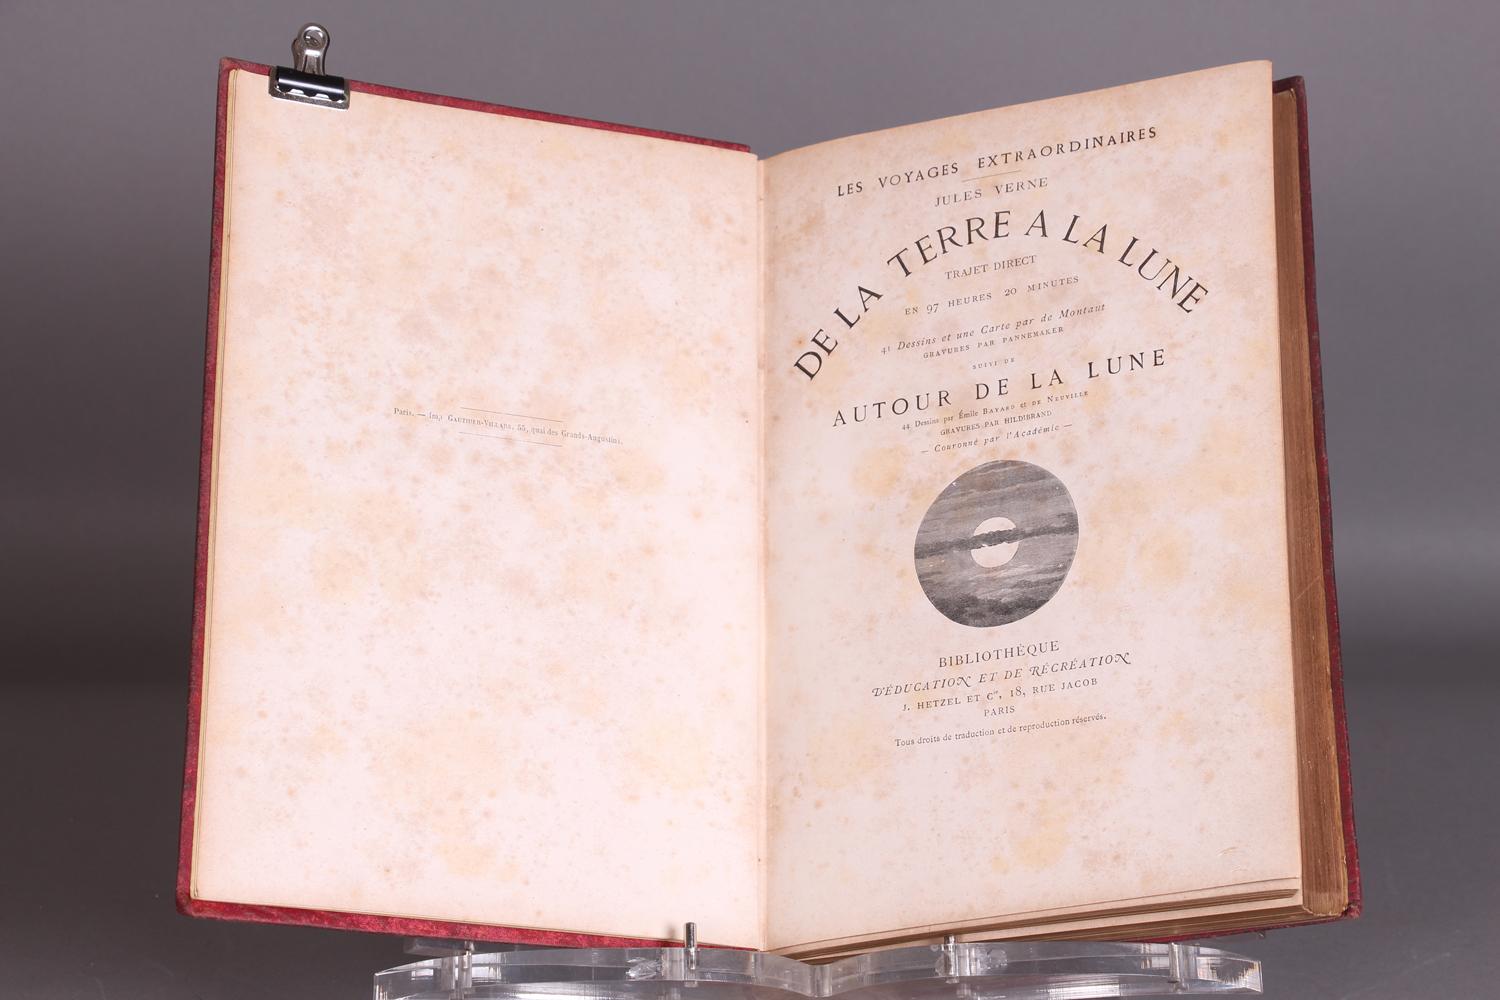 Paris. — Imp. GAUTHIER-VILLARS, 55, quai des Grands-Augustins.
LES VOYAGES EXTRAORDINAIRES
JULES VERNE
DE LA TERRE A LA LUNE
TRAJET DIRECT
EN 97 HEURES 20 MINUTES
41 Dessins et une Carte par de Montaut
GRAVURES PAR PANNEMAKER
SUIVI DE
AUTOUR DE LA LUNE
44 Dessins par Émile BAYARD et DE NEUVILLE
GRAVURES PAR HILDIBRAND
— Couronné par l'Académie —
BIBLIOTHÈQUE
D'ÉDUCATION ET DE RÉCRÉATION
J. HETZEL ET Cie, 18, RUE JACOB
PARIS
Tous droits de traduction et de reproduction réservés.